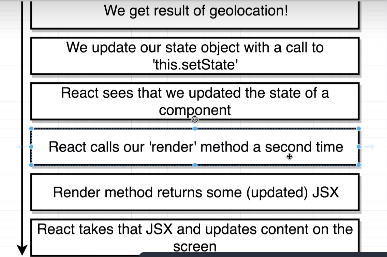 We get result of geolocation!
We update our state object with a call to
'this.setState'
React sees that we updated the state of a
component
React calls our 'render' method a second time
Render method returns some (updated) JSX
React takes that JSX and updates content on the
screen